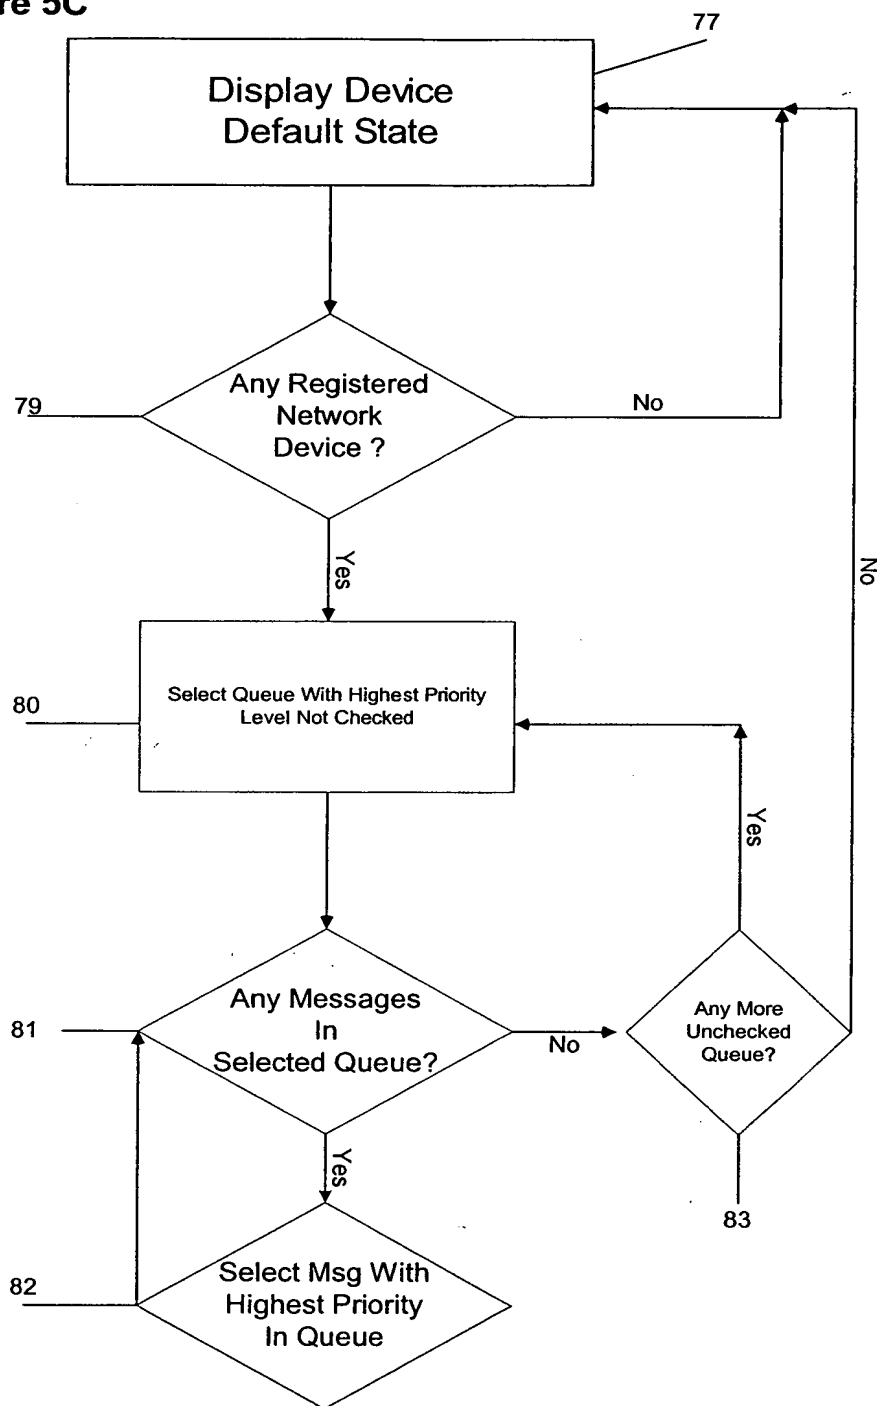 re 5C
77
Display Device
Default State
Any Registered
Network
Device ?
79
No
Yes
No
Select Queue With Highest Priority
Level Not Checked
80
Yes
Any Messages
In
Selected Queue?
81
No
Any More
Unchecked
Queue?
Yes
83
Select Msg With
Highest Priority
In Queue
82